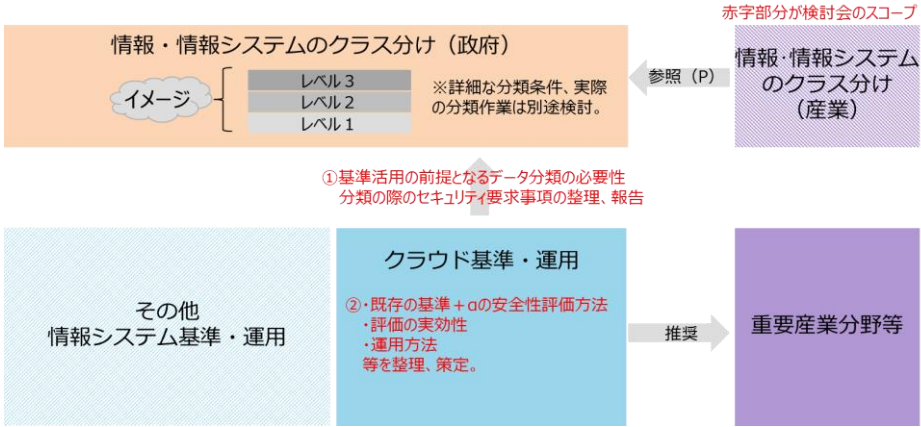 赤字部分が検討会のスコープ
情報・情報システムのクラス分け（政府）
イメージ
レベル３
レベル２
レベル１
※詳細な分類条件、実際
の分類作業は別途検討。
参照（P）
情報･情報システム
のクラス分け
（産業）
①基準活用の前提となるデータ分類の必要性
分類の際のセキュリティ要求事項の整理、報告
その他
情報システム基準・運用
クラウド基準・運用
②・既存の基準＋αの安全性評価方法
・評価の実効性
・運用方法
等を整理、策定。
推奨
重要産業分野等